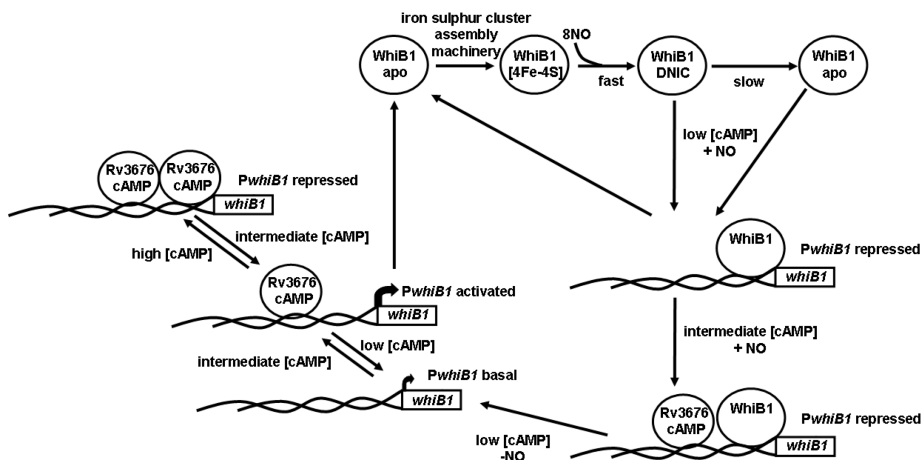 iron sulphur cluster
assembly
machinery
WhiB1
apo
WhiB1
[4Fe-4S]
8NO
fast
WhiB1
DNIC
slow
WhiB1
apo
low [cAMP]
+ NO
Rv3676
cAMP
Rv3676
cAMP
PwhiB1 repressed
whiB1
high [cAMP]
intermediate [cAMP]
WhiB1
PwhiB1 repressed
whiB1
Rv3676
cAMP
PwhiB1 activated
whiB1
intermediate [cAMP]
low [cAMP]
intermediate [cAMP]
+ NO
PwhiB1 basal
whiB1
low [cAMP]
-NO
Rv3676
cAMP
WhiB1
PwhiB1 repressed
whiB1